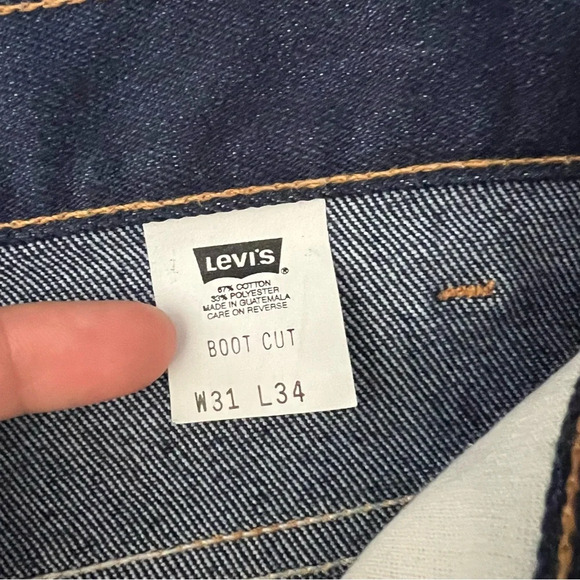 Levi's®
67% COTTON
33% POLYESTER
MADE IN GUATEMALA
CARE ON REVERSE
BOOT CUT
W31 L34